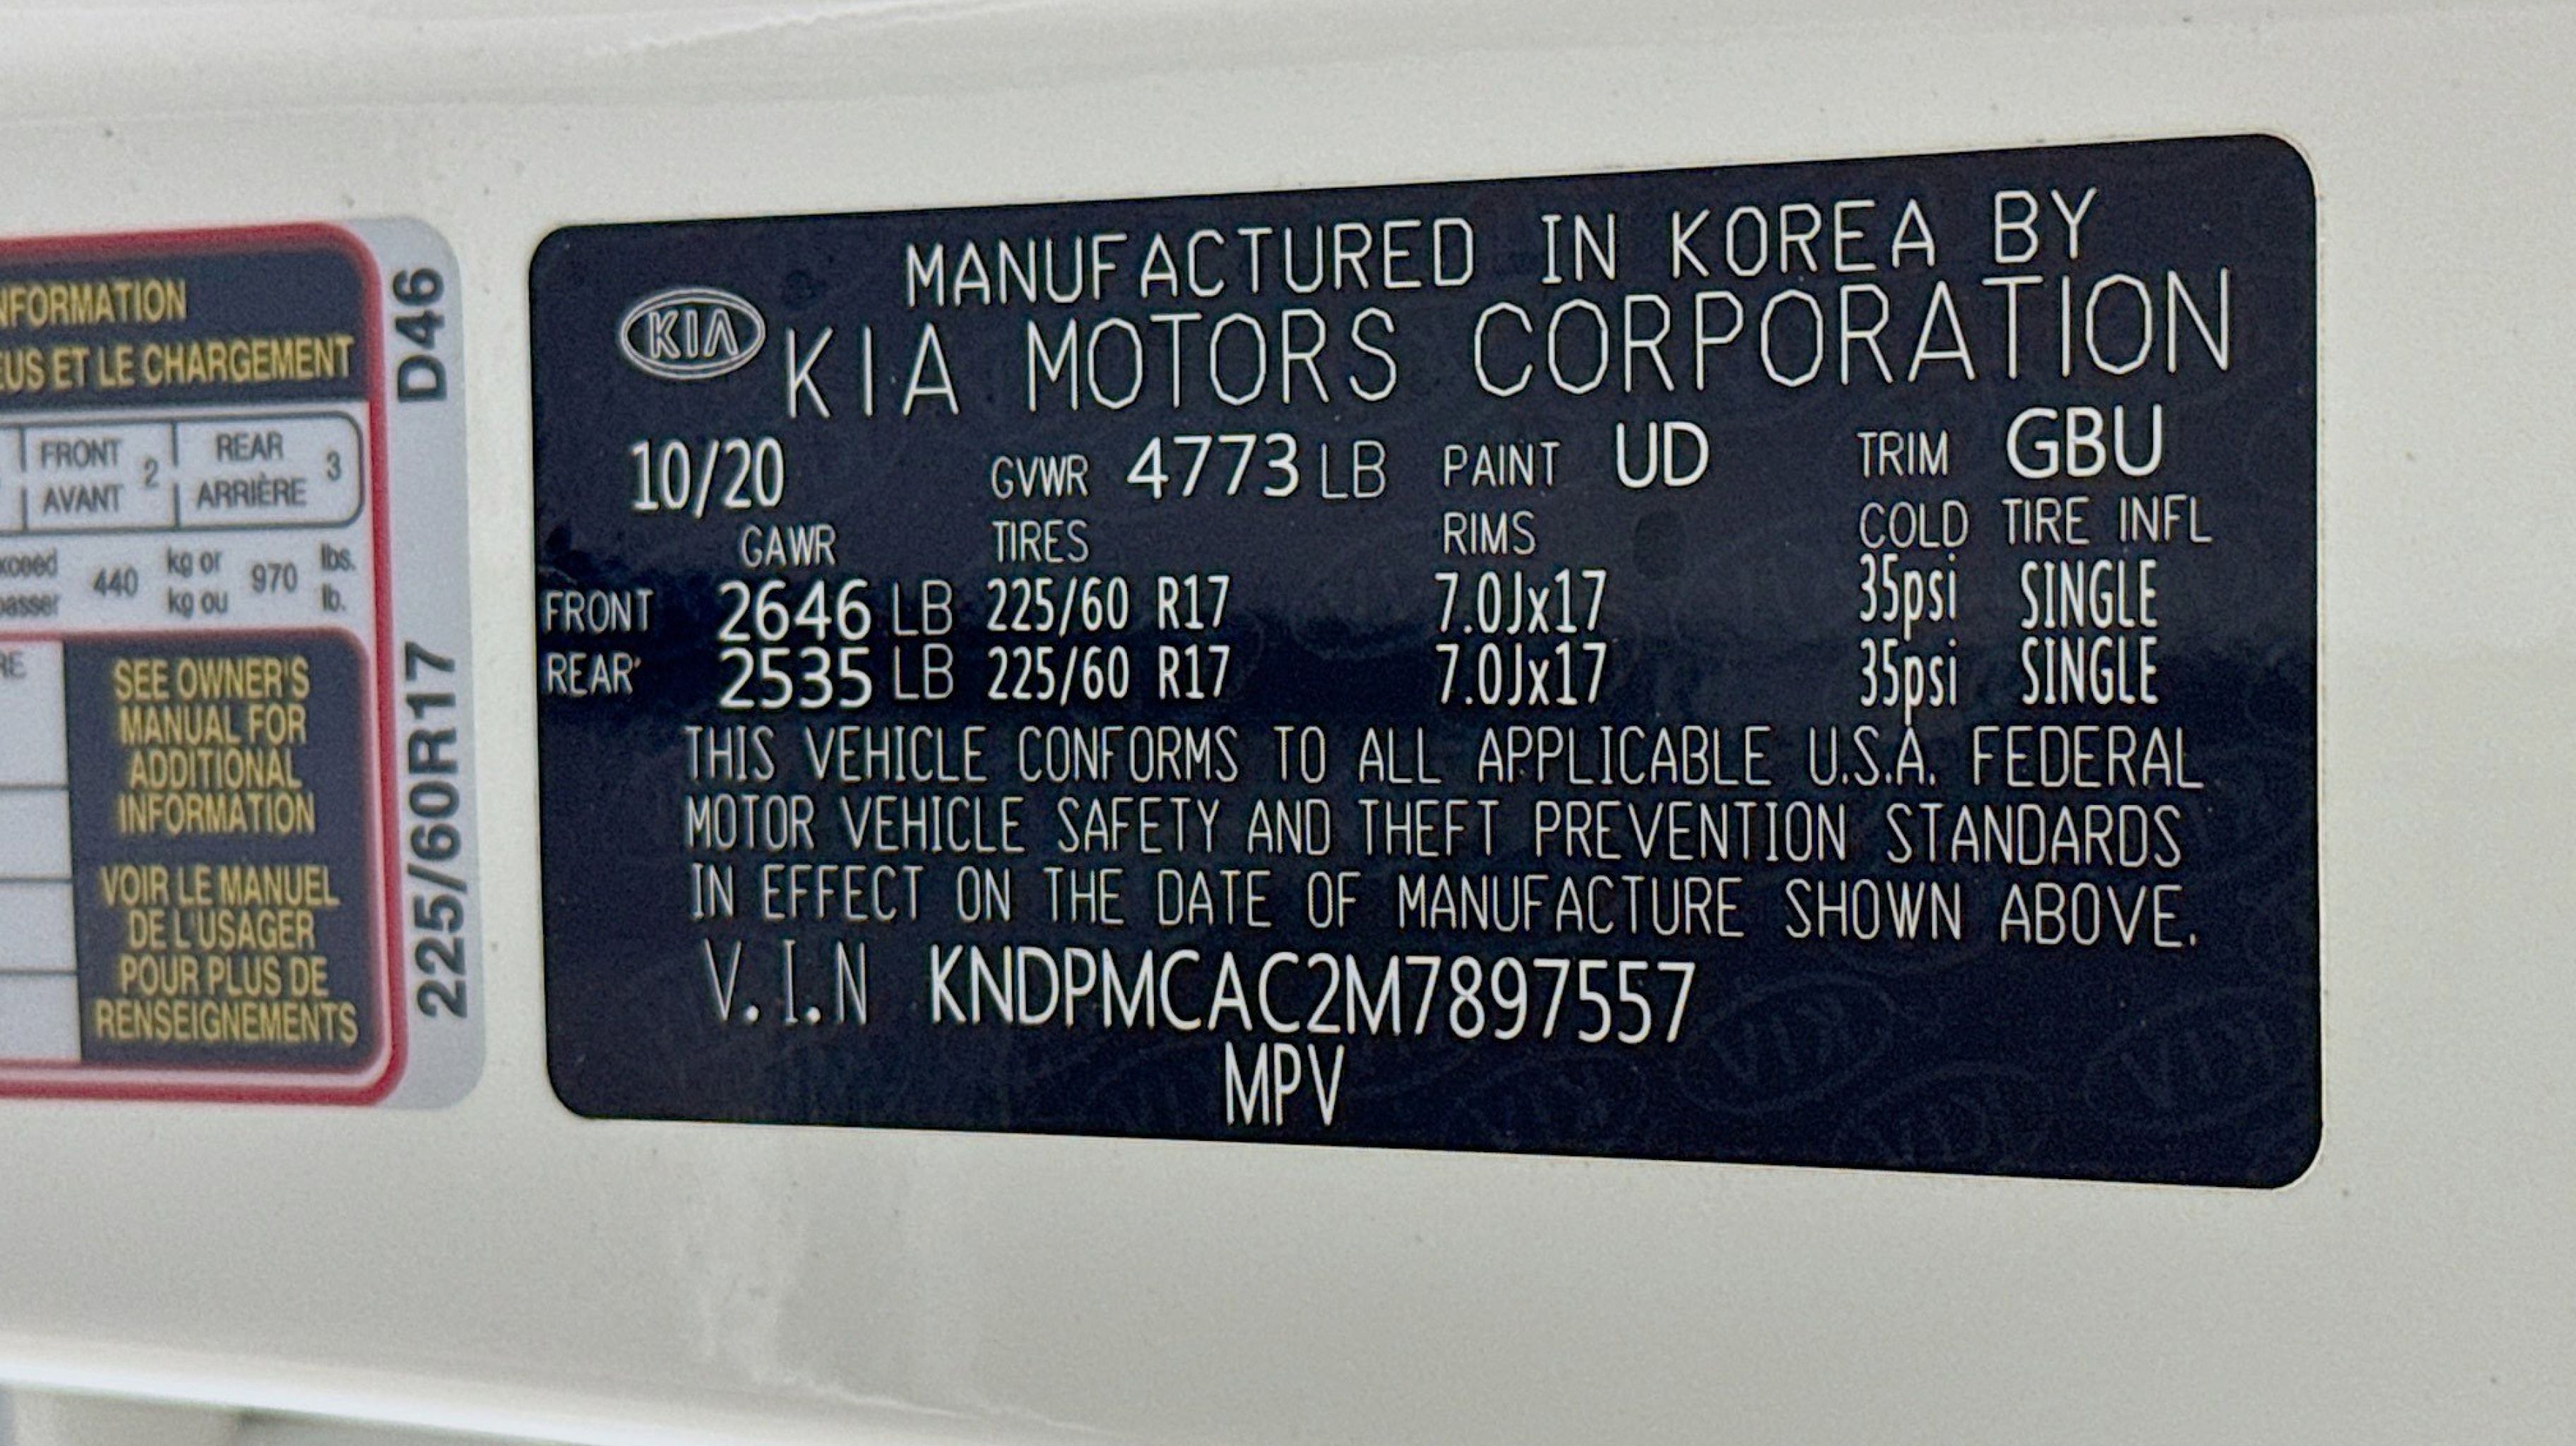 INFORMATION
EUS ET LE CHARGEMENT
FRONT 2 REAR 3
AVANT ARRIÈRE
440 kg or 970 lbs.
kg ou lb.
SEE OWNER'S
MANUAL FOR
ADDITIONAL
INFORMATION
VOIR LE MANUEL
DE L'USAGER
POUR PLUS DE
RENSEIGNEMENTS
D46
225/60R17
MANUFACTURED IN KOREA BY
KIA KIA MOTORS CORPORATION
10/20 GVWR 4773 LB PAINT UD TRIM GBU
GAWR TIRES RIMS COLD TIRE INFL
FRONT 2646 LB 225/60 R17 7.0Jx17 35psi SINGLE
REAR 2535 LB 225/60 R17 7.0Jx17 35psi SINGLE
THIS VEHICLE CONFORMS TO ALL APPLICABLE U.S.A. FEDERAL
MOTOR VEHICLE SAFETY AND THEFT PREVENTION STANDARDS
IN EFFECT ON THE DATE OF MANUFACTURE SHOWN ABOVE.
V.I.N KNDPMCAC2M7897557
MPV